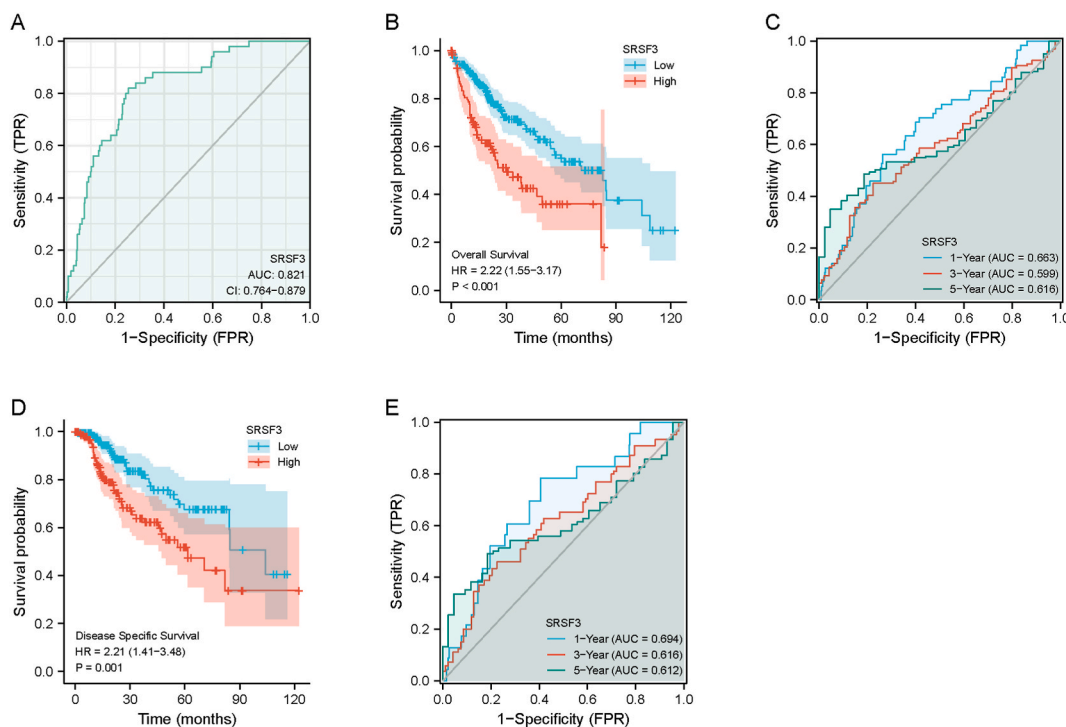 A
1.0
0.8
0.6
0.4
0.2
0.0
Sensitivity (TPR)
SRSF3
AUC: 0.821
CI: 0.764−0.879
0.0 0.2 0.4 0.6 0.8 1.0
1−Specificity (FPR)
B
SRSF3
Low
High
1.0
0.8
0.6
0.4
0.2
0.0
Survival probability
Overall Survival
HR = 2.22 (1.55−3.17)
P < 0.001
0 30 60 90 120
Time (months)
C
1.0
0.8
0.6
0.4
0.2
0.0
Sensitivity (TPR)
SRSF3
1-Year (AUC = 0.663)
3-Year (AUC = 0.599)
5-Year (AUC = 0.616)
0.0 0.2 0.4 0.6 0.8 1.0
1−Specificity (FPR)
D
SRSF3
Low
High
1.0
0.8
0.6
0.4
0.2
0.0
Survival probability
Disease Specific Survival
HR = 2.21 (1.41−3.48)
P = 0.001
0 30 60 90 120
Time (months)
E
1.0
0.8
0.6
0.4
0.2
0.0
Sensitivity (TPR)
SRSF3
1-Year (AUC = 0.694)
3-Year (AUC = 0.616)
5-Year (AUC = 0.612)
0.0 0.2 0.4 0.6 0.8 1.0
1−Specificity (FPR)